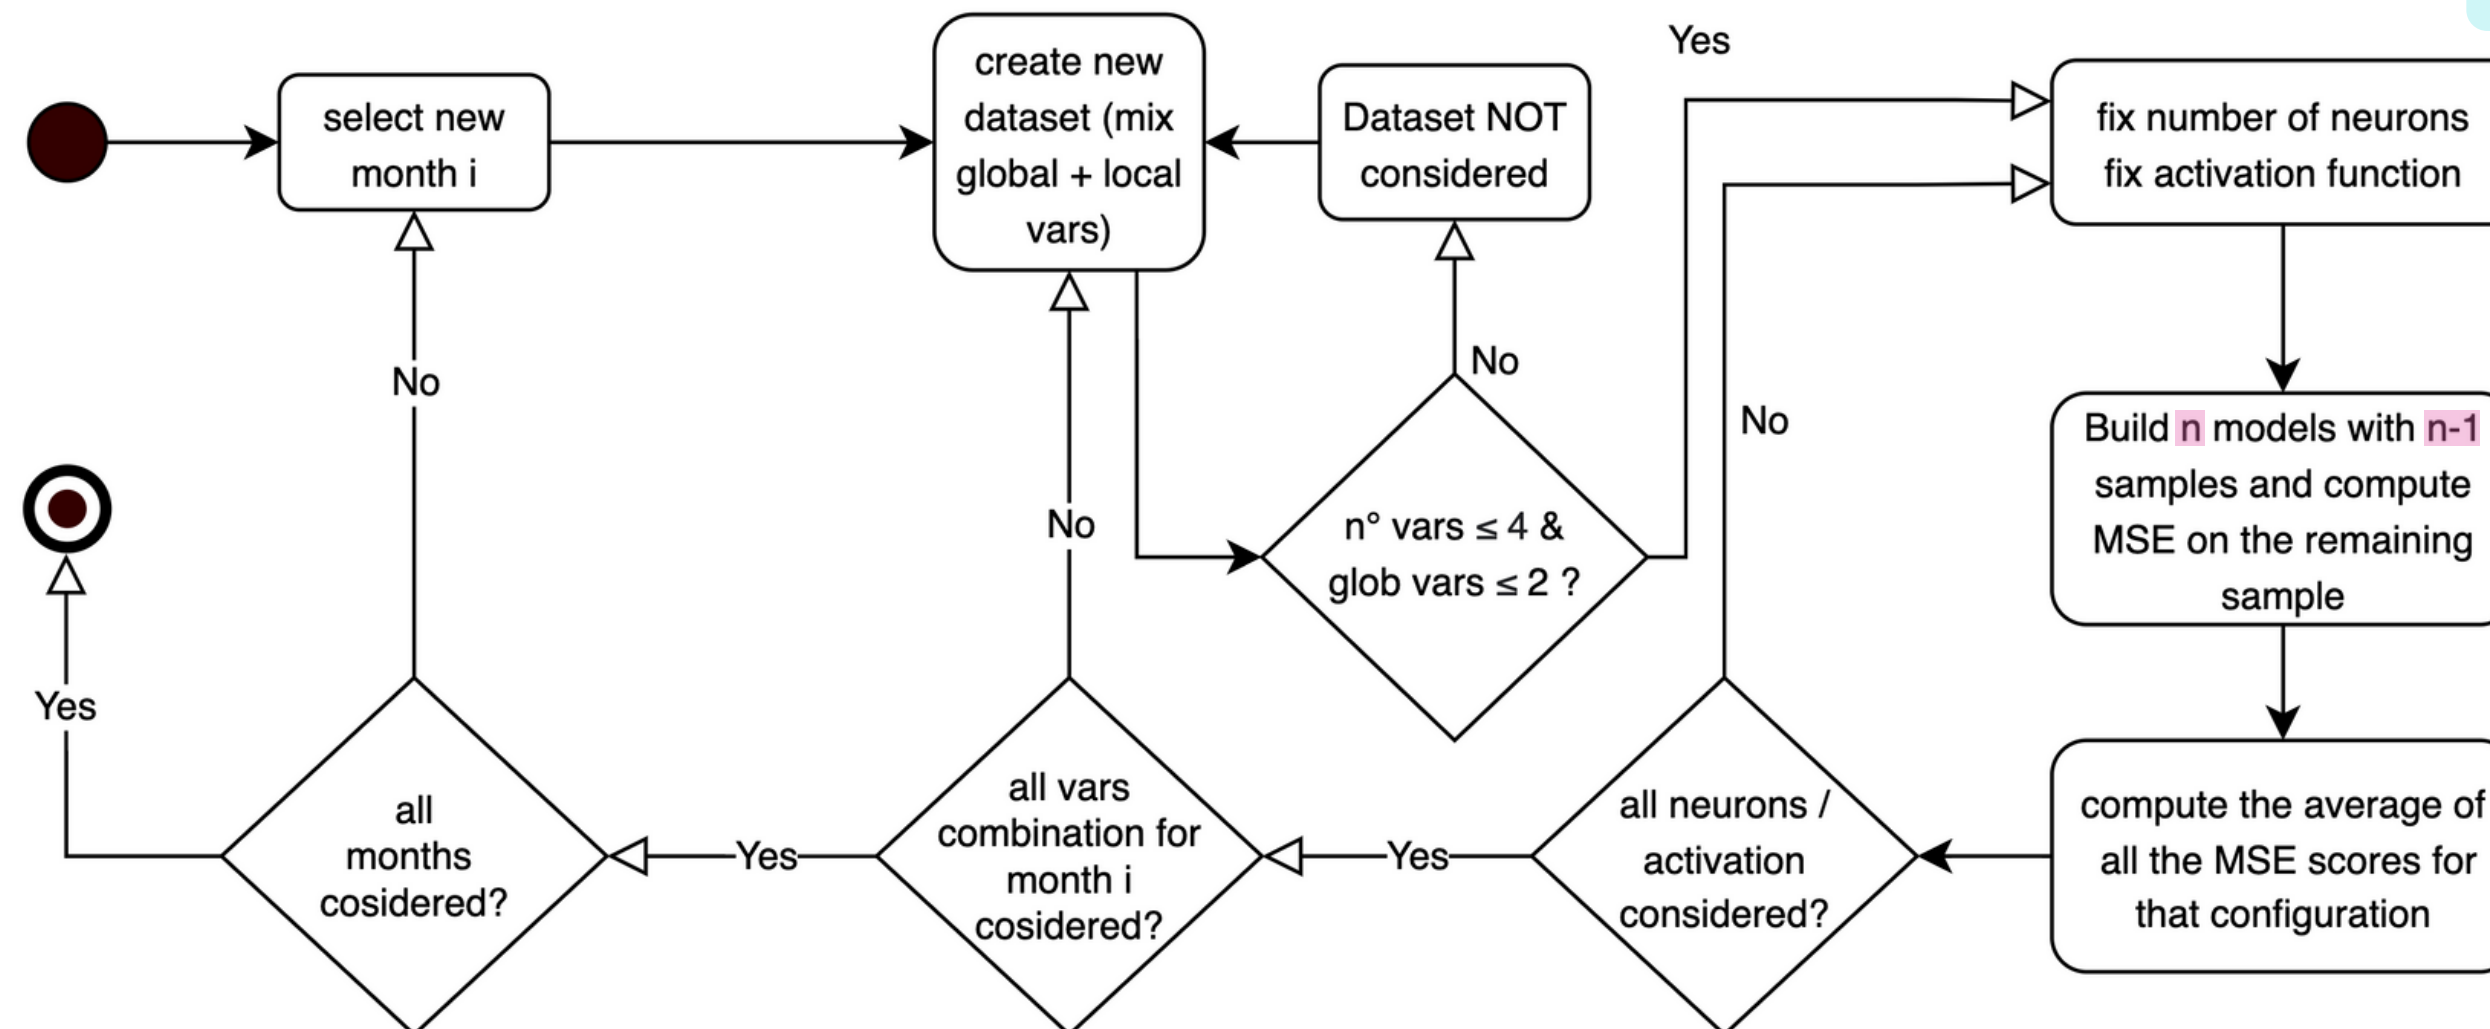 select new
month i
create new
dataset (mix
global + local
vars)
Dataset NOT
considered
Yes
fix number of neurons
fix activation function
No
No
No
No
n° vars ≤ 4 &
glob vars ≤ 2 ?
Build n models with n-1
samples and compute
MSE on the remaining
sample
Yes
all
months
cosidered?
Yes
all vars
combination for
month i
cosidered?
Yes
all neurons /
activation
considered?
compute the average of
all the MSE scores for
that configuration